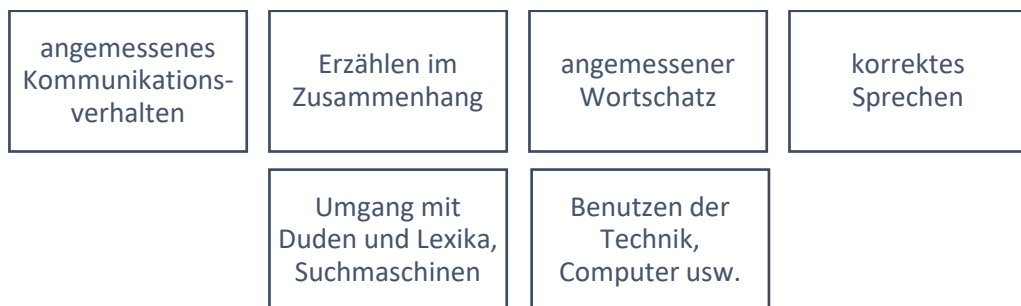 angemessenes
Kommunikations-
verhalten
Erzählen im
Zusammenhang
angemessener
Wortschatz
korrektes
Sprechen
Umgang mit
Duden und Lexika,
Suchmaschinen
Benutzen der
Technik,
Computer usw.